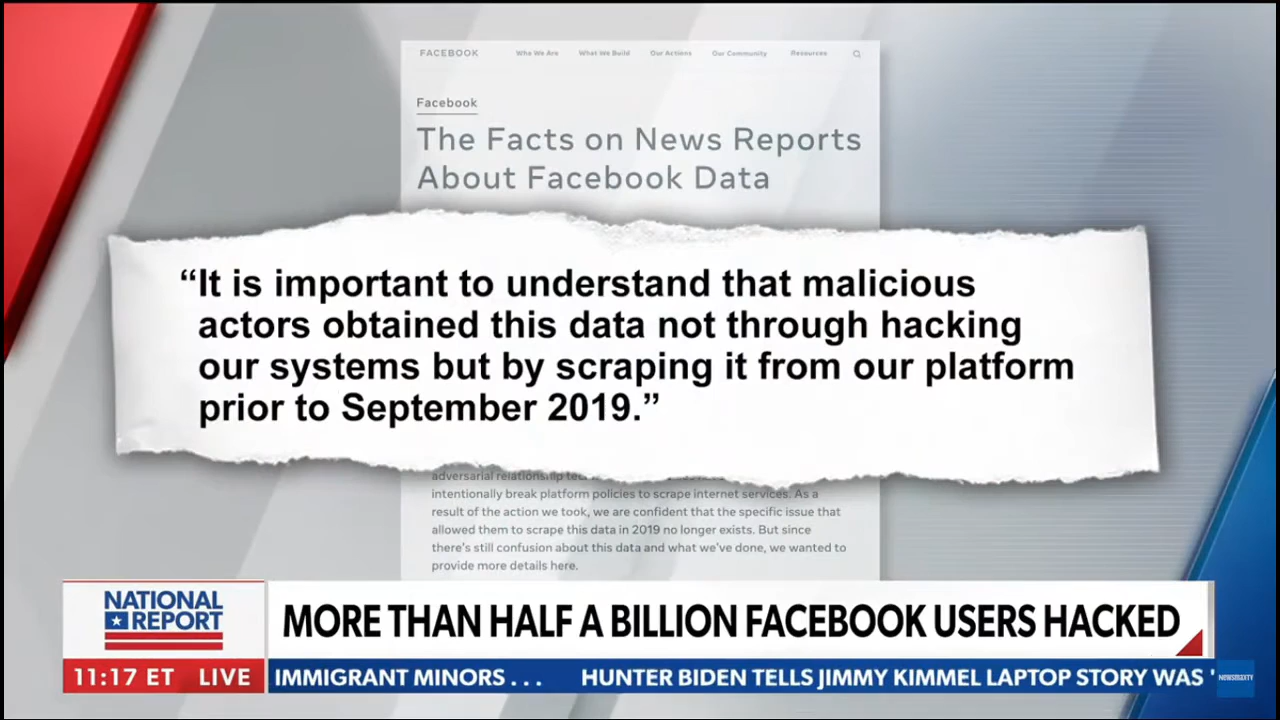 FACEBOOK Who We Are What We Build Our Actions Our Community Resources
Facebook
The Facts on News Reports
About Facebook Data
“It is important to understand that malicious
actors obtained this data not through hacking
our systems but by scraping it from our platform
prior to September 2019.”
adversarial relationship
intentionally break platform policies to scrape internet services. As a
result of the action we took, we are confident that the specific issue that
allowed them to scrape this data in 2019 no longer exists. But since
there's still confusion about this data and what we've done, we wanted to
provide more details here.
NATIONAL
REPORT
MORE THAN HALF A BILLION FACEBOOK USERS HACKED
11:17 ET LIVE
IMMIGRANT MINORS . . . HUNTER BIDEN TELLS JIMMY KIMMEL LAPTOP STORY WAS '
NEWSMAXTV